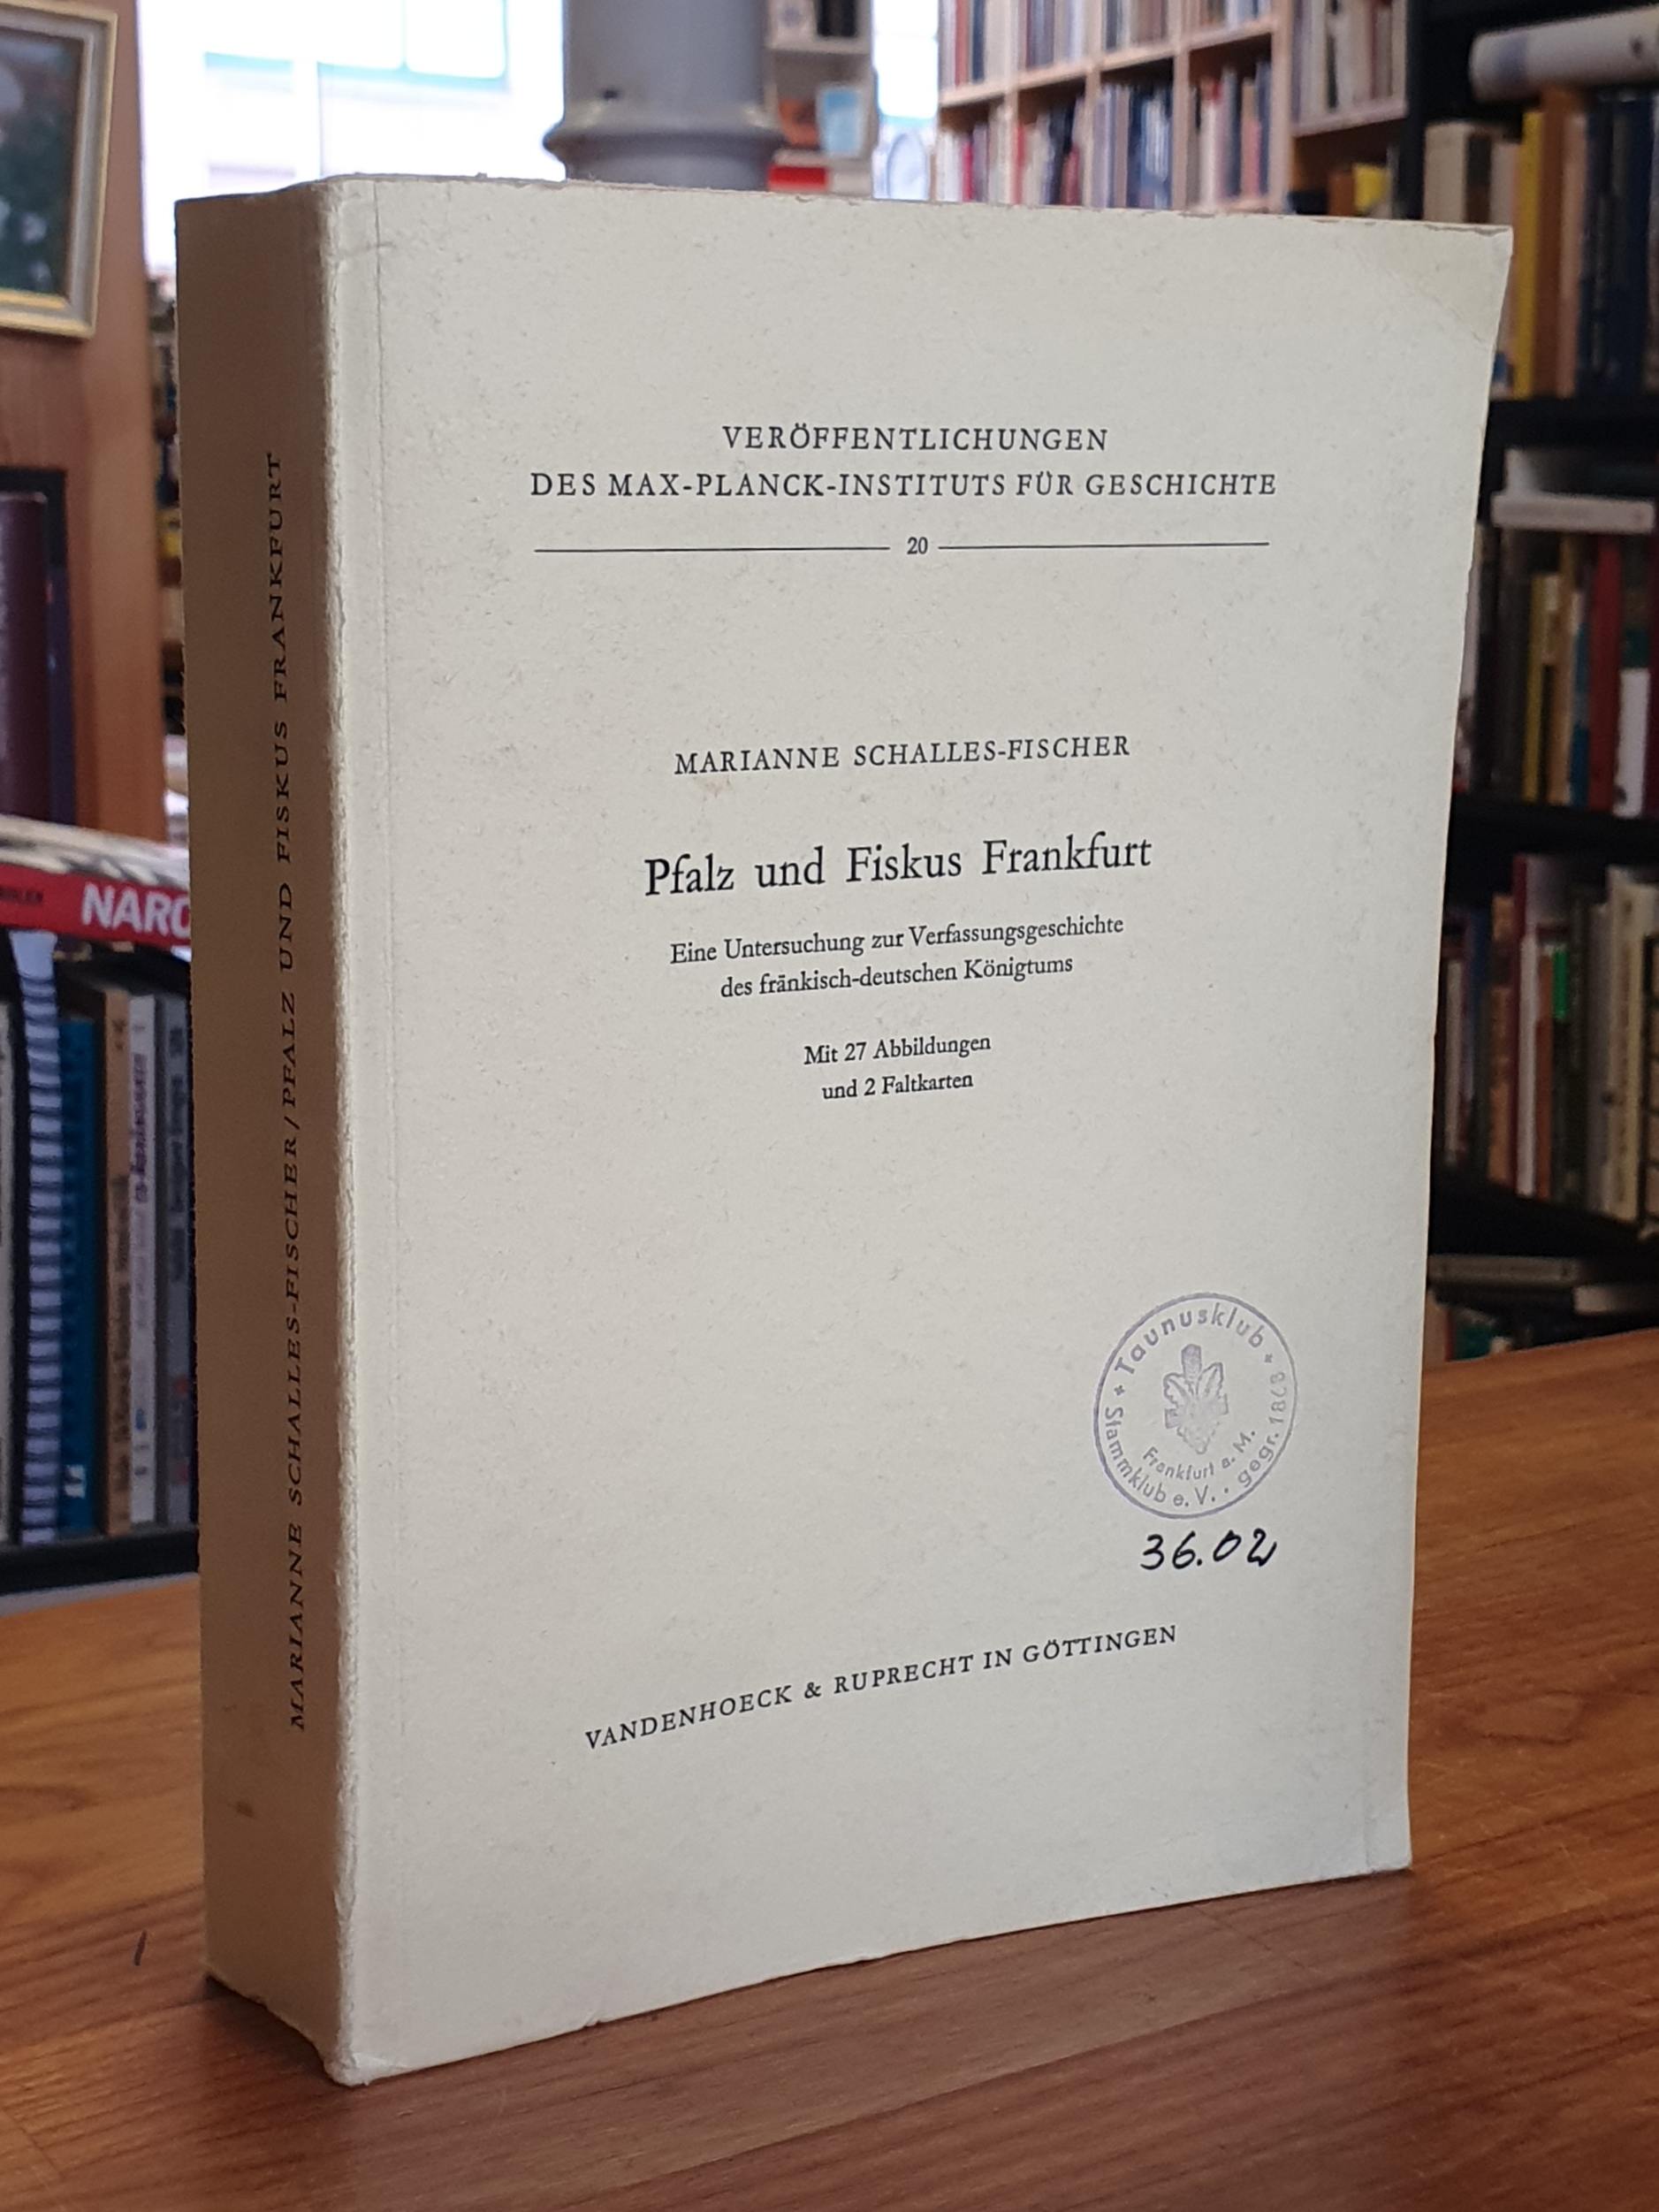 VERÖFFENTLICHUNGEN
DES MAX-PLANCK-INSTITUTS FÜR GESCHICHTE
20
MARIANNE SCHALLES-FISCHER
Pfalz und Fiskus Frankfurt
Eine Untersuchung zur Verfassungsgeschichte
des fränkisch-deutschen Königtums
Mit 27 Abbildungen
und 2 Faltkarten
+ Taunusklub +
Stammklub e. V. · gegr. 1868
Frankfurt a. M.
36.02
VANDENHOECK & RUPRECHT IN GÖTTINGEN
MARIANNE SCHALLES-FISCHER / PFALZ UND FISKUS FRANKFURT
NARC